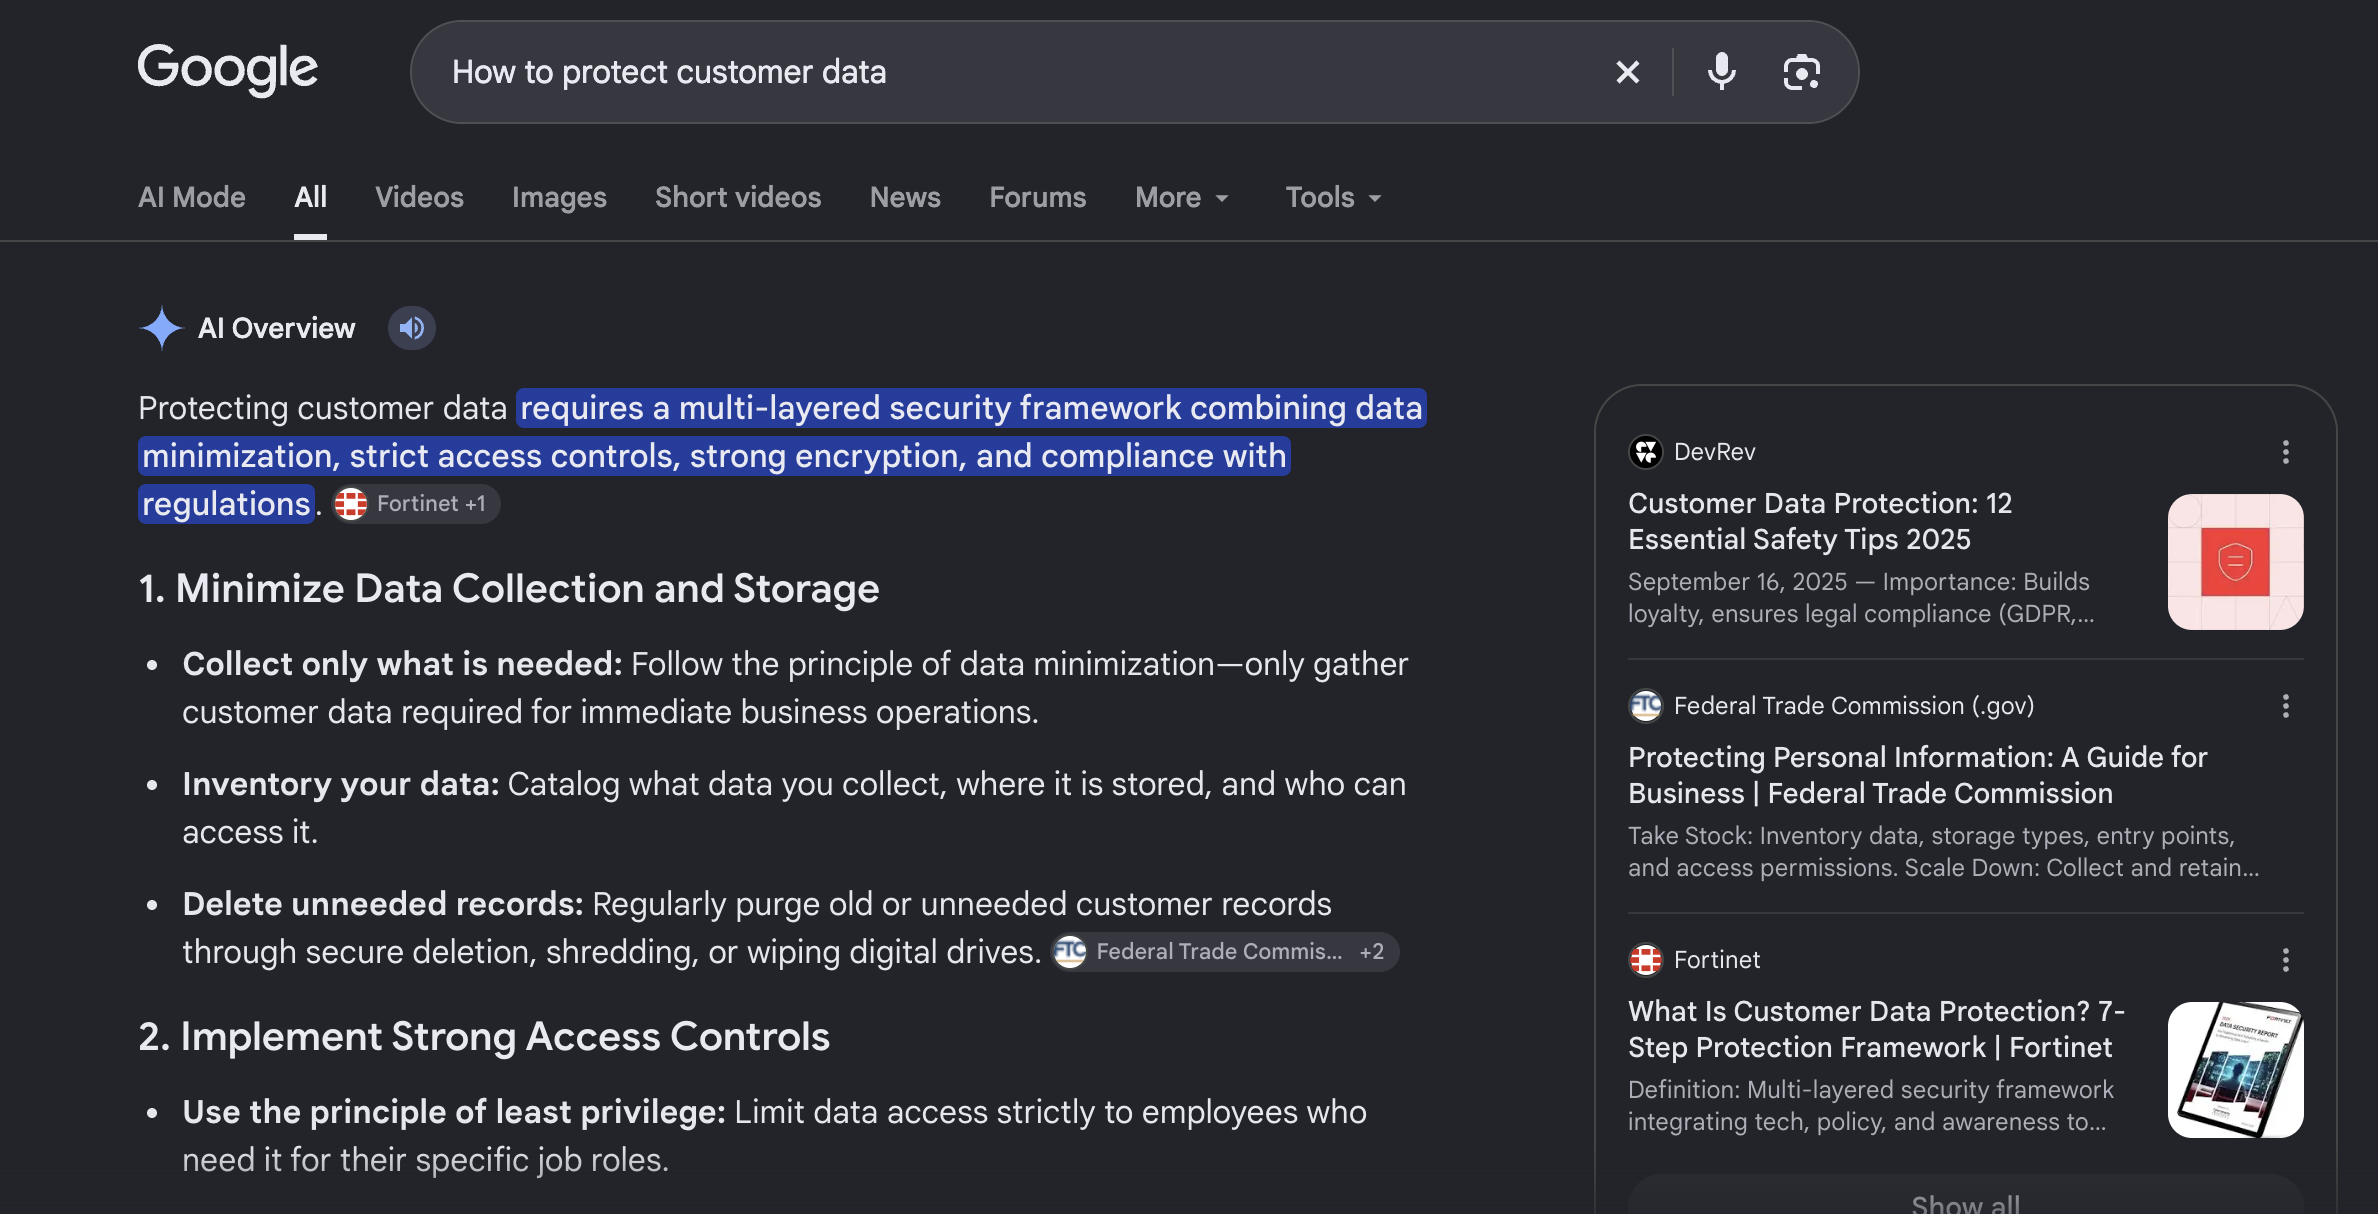 Google
How to protect customer data
AI Mode
All
Videos
Images
Short videos
News
Forums
More
Tools
AI Overview
Protecting customer data requires a multi-layered security framework combining data
minimization, strict access controls, strong encryption, and compliance with
regulations. Fortinet +1
1. Minimize Data Collection and Storage
• Collect only what is needed: Follow the principle of data minimization—only gather
customer data required for immediate business operations.
• Inventory your data: Catalog what data you collect, where it is stored, and who can
access it.
• Delete unneeded records: Regularly purge old or unneeded customer records
through secure deletion, shredding, or wiping digital drives. FTC Federal Trade Commis... +2
2. Implement Strong Access Controls
• Use the principle of least privilege: Limit data access strictly to employees who
need it for their specific job roles.
DevRev
Customer Data Protection: 12
Essential Safety Tips 2025
September 16, 2025 — Importance: Builds
loyalty, ensures legal compliance (GDPR,...
FTC Federal Trade Commission (.gov)
Protecting Personal Information: A Guide for
Business | Federal Trade Commission
Take Stock: Inventory data, storage types, entry points,
and access permissions. Scale Down: Collect and retain...
Fortinet
What Is Customer Data Protection? 7-
Step Protection Framework | Fortinet
Definition: Multi-layered security framework
integrating tech, policy, and awareness to...
FORTINET
DATA SECURITY REPORT
Show all